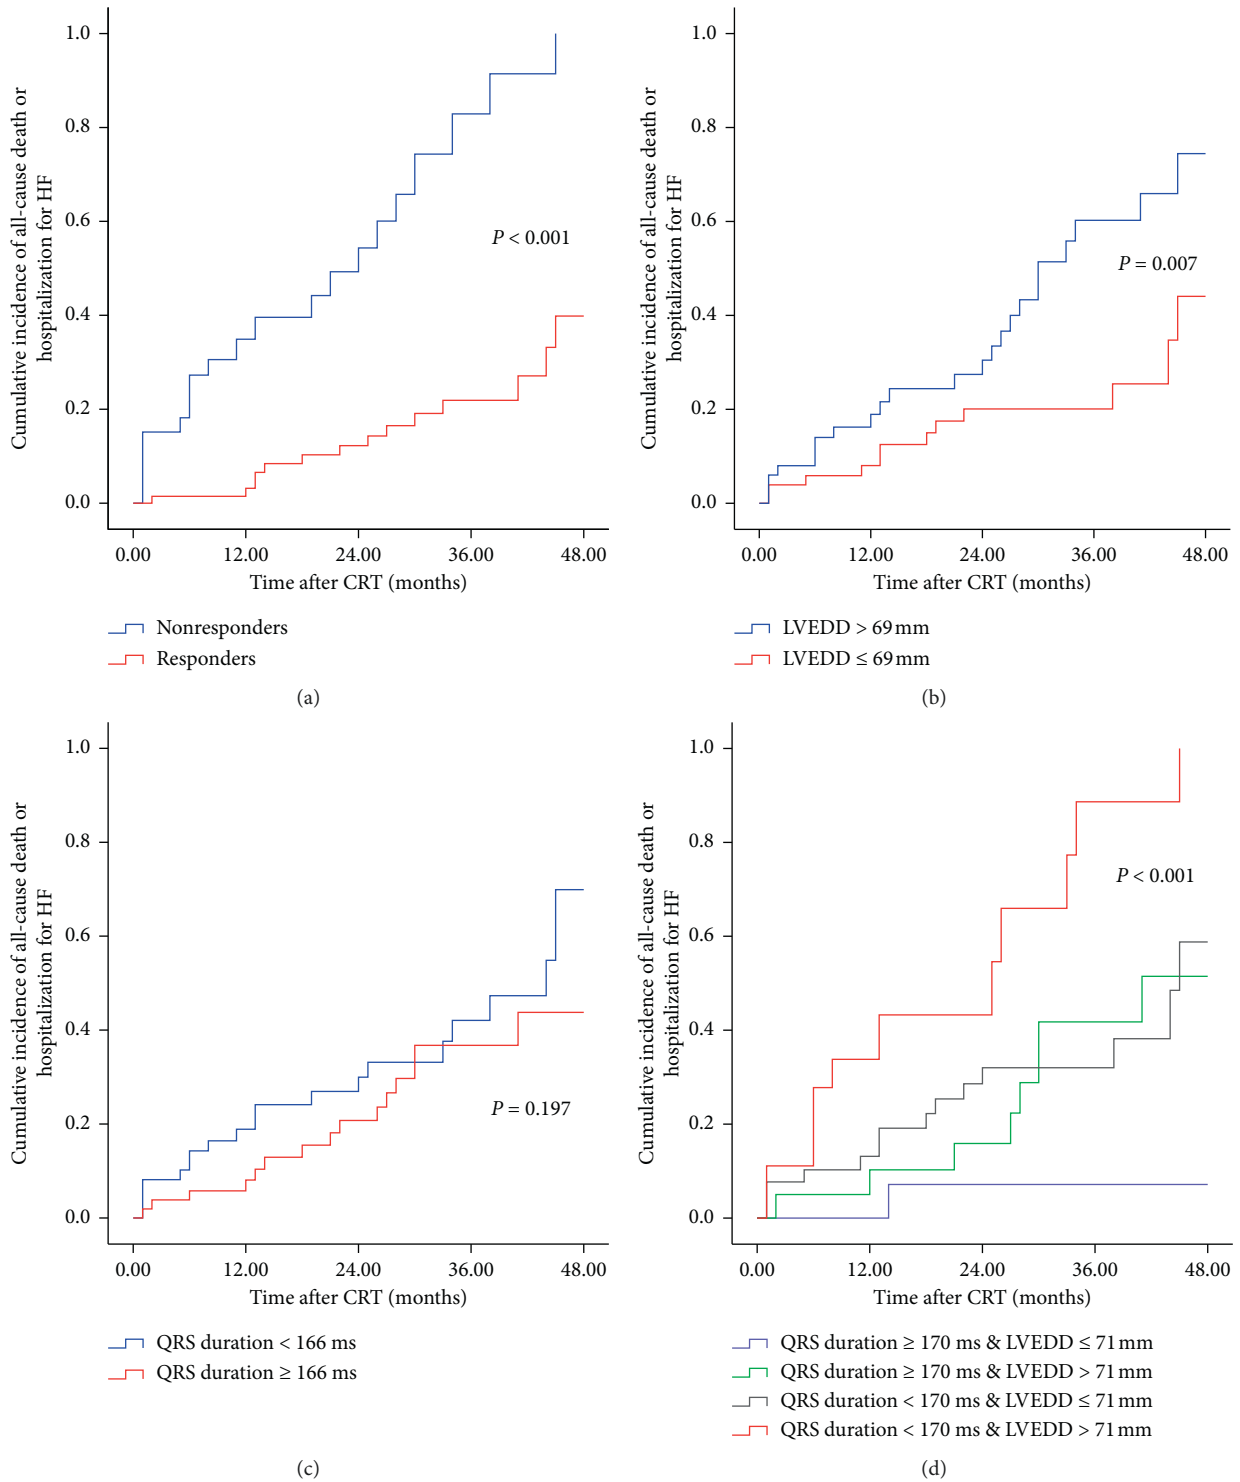 Cumulative incidence of all-cause death or
hospitalization for HF
1.0
0.8
0.6
0.4
0.2
0.0
P < 0.001
0.00 12.00 24.00 36.00 48.00
Time after CRT (months)
Nonresponders
Responders
(a)
Cumulative incidence of all-cause death or
hospitalization for HF
1.0
0.8
0.6
0.4
0.2
0.0
P = 0.007
0.00 12.00 24.00 36.00 48.00
Time after CRT (months)
LVEDD > 69 mm
LVEDD ≤ 69 mm
(b)
Cumulative incidence of all-cause death or
hospitalization for HF
1.0
0.8
0.6
0.4
0.2
0.0
P = 0.197
0.00 12.00 24.00 36.00 48.00
Time after CRT (months)
QRS duration < 166 ms
QRS duration ≥ 166 ms
(c)
Cumulative incidence of all-cause death or
hospitalization for HF
1.0
0.8
0.6
0.4
0.2
0.0
P < 0.001
0.00 12.00 24.00 36.00 48.00
Time after CRT (months)
QRS duration ≥ 170 ms & LVEDD ≤ 71 mm
QRS duration ≥ 170 ms & LVEDD > 71 mm
QRS duration < 170 ms & LVEDD ≤ 71 mm
QRS duration < 170 ms & LVEDD > 71 mm
(d)